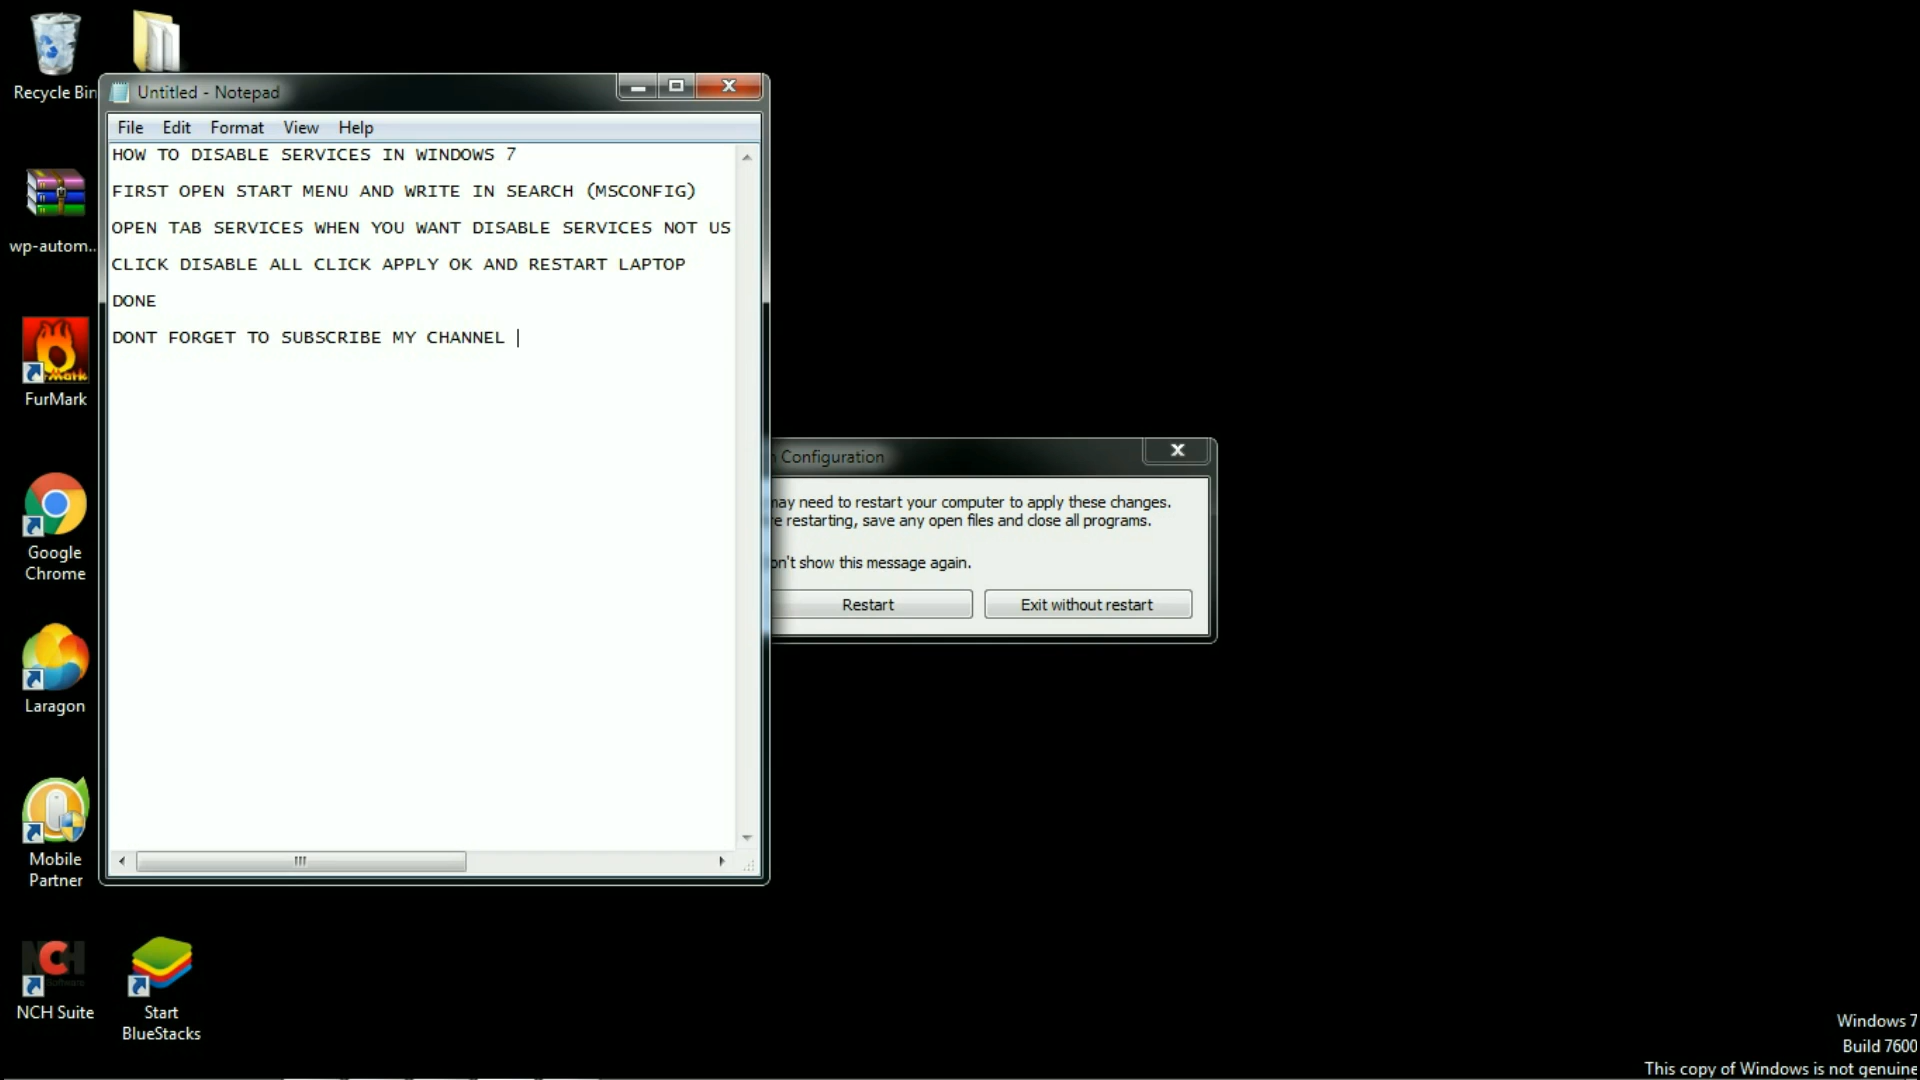 Recycle Bin
wp-autom...
FurMark
Google
Chrome
Laragon
Mobile
Partner
NCH Suite
Start
BlueStacks
Untitled - Notepad
File Edit Format View Help
HOW TO DISABLE SERVICES IN WINDOWS 7
FIRST OPEN START MENU AND WRITE IN SEARCH (MSCONFIG)
OPEN TAB SERVICES WHEN YOU WANT DISABLE SERVICES NOT US
CLICK DISABLE ALL CLICK APPLY OK AND RESTART LAPTOP
DONE
DONT FORGET TO SUBSCRIBE MY CHANNEL
Configuration
may need to restart your computer to apply these changes.
re restarting, save any open files and close all programs.
on't show this message again.
Restart
Exit without restart
Windows 7
Build 7600
This copy of Windows is not genuine